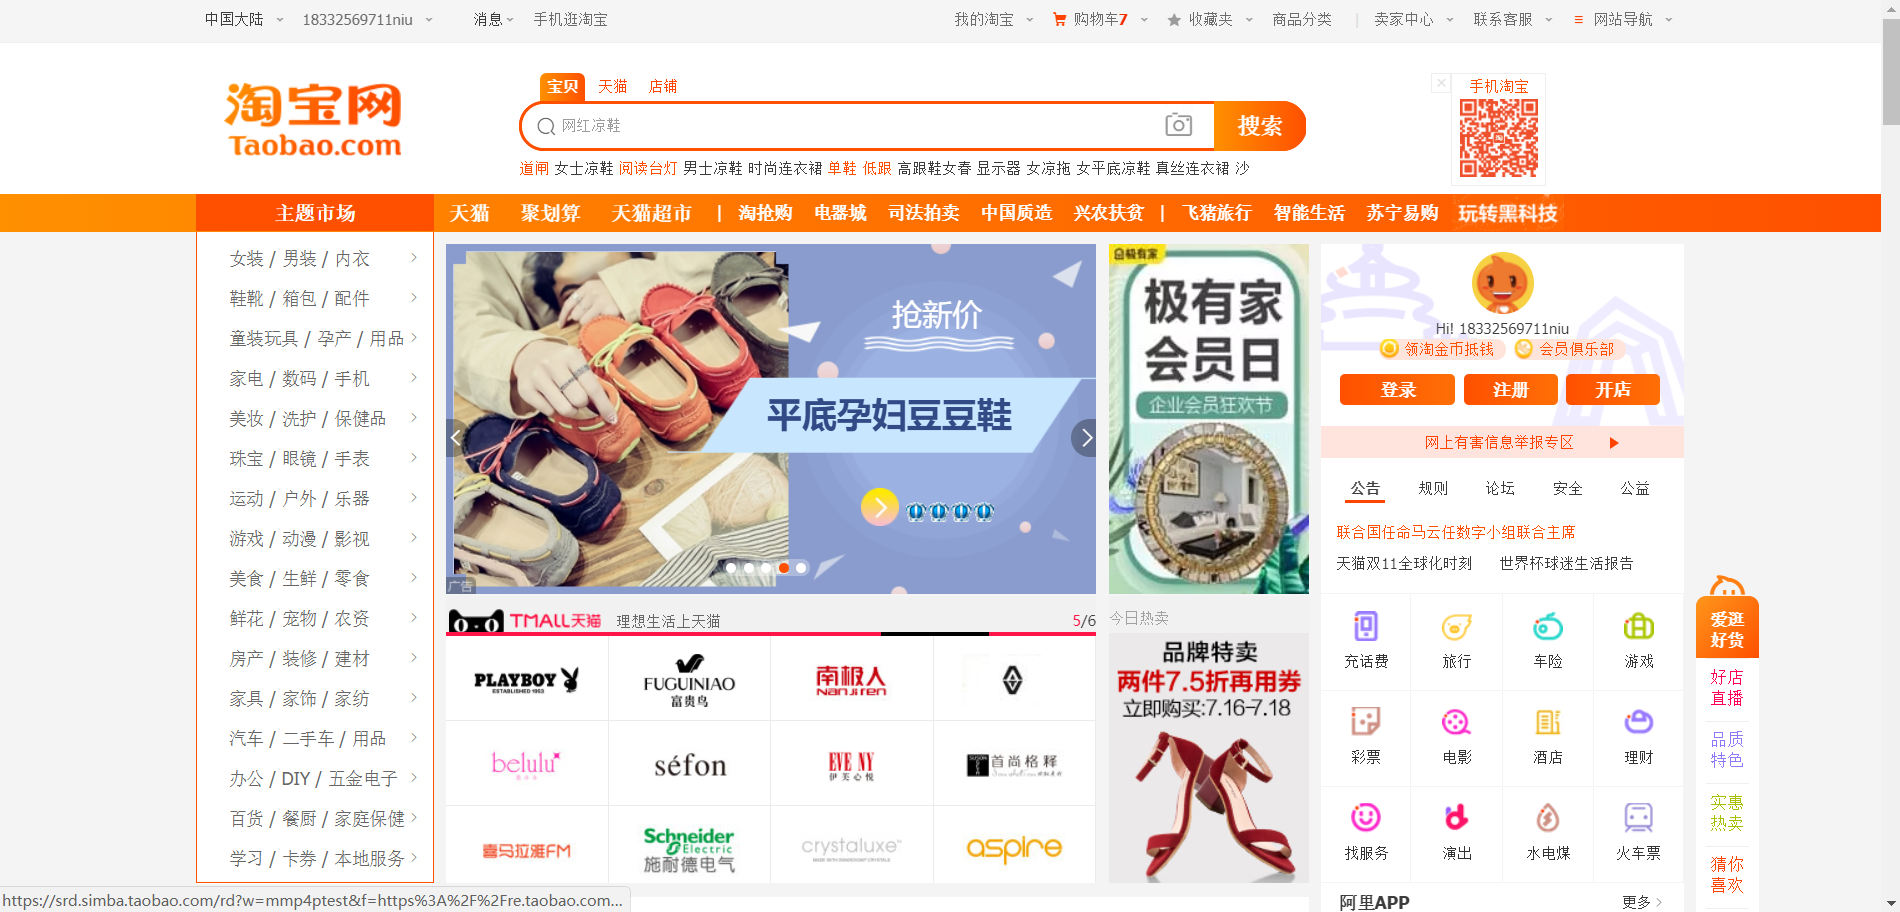 中国大陆
18332569711niu
消息
手机逛淘宝
我的淘宝
购物车7
收藏夹
商品分类
卖家中心
联系客服
网站导航
淘宝网
Taobao.com
宝贝 天猫 店铺
网红凉鞋
搜索
道闸 女士凉鞋 阅读台灯 男士凉鞋 时尚连衣裙 单鞋 低跟 高跟鞋女春 显示器 女凉拖 女平底凉鞋 真丝连衣裙 沙
手机淘宝
主题市场
天猫 聚划算 天猫超市 | 淘抢购 电器城 司法拍卖 中国质造 兴农扶贫 | 飞猪旅行 智能生活 苏宁易购 玩转黑科技
女装 / 男装 / 内衣
鞋靴 / 箱包 / 配件
童装玩具 / 孕产 / 用品
家电 / 数码 / 手机
美妆 / 洗护 / 保健品
珠宝 / 眼镜 / 手表
运动 / 户外 / 乐器
游戏 / 动漫 / 影视
美食 / 生鲜 / 零食
鲜花 / 宠物 / 农资
房产 / 装修 / 建材
家具 / 家饰 / 家纺
汽车 / 二手车 / 用品
办公 / DIY / 五金电子
百货 / 餐厨 / 家庭保健
学习 / 卡券 / 本地服务
抢新价
平底孕妇豆豆鞋
广告
TMALL天猫 理想生活上天猫
5/6
PLAYBOY
ESTABLISHED 1953
FUGUINIAO
富贵鸟
南极人
NanJiren
belulu
séfon
EVE NY
伊芙心悦
首尚格释
喜马拉雅FM
Schneider
Electric
施耐德电气
crystaluxe
aspire
极有家
极有家
会员日
企业会员狂欢节
今日热卖
品牌特卖
两件7.5折再用券
立即购买:7.16-7.18
Hi! 18332569711niu
领淘金币抵钱
会员俱乐部
登录 注册 开店
网上有害信息举报专区
公告 规则 论坛 安全 公益
联合国任命马云任数字小组联合主席
天猫双11全球化时刻 世界杯球迷生活报告
充话费 旅行 车险 游戏
彩票 电影 酒店 理财
找服务 演出 水电煤 火车票
阿里APP
更多
爱逛
好货
好店
直播
品质
特色
实惠
热卖
猜你
喜欢
https://srd.simba.taobao.com/rd?w=mmp4ptest&f=https%3A%2F%2Fre.taobao.com...